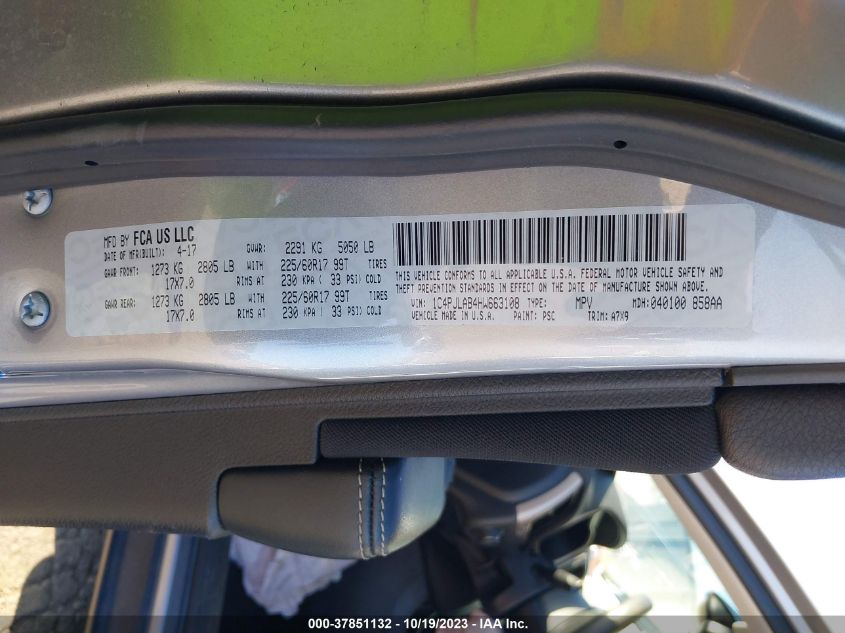 MFD BY FCA US LLC
DATE OF MFR(BUILT): 4-17
GVWR: 2291 KG 5050 LB
GAWR FRONT: 1273 KG 2805 LB WITH 225/60R17 99T TIRES
17X7.0 RIMS AT 230 KPA ( 33 PSI) COLD
GAWR REAR: 1273 KG 2805 LB WITH 225/60R17 99T TIRES
17X7.0 RIMS AT 230 KPA ( 33 PSI) COLD
THIS VEHICLE CONFORMS TO ALL APPLICABLE U.S.A. FEDERAL MOTOR VEHICLE SAFETY AND
THEFT PREVENTION STANDARDS IN EFFECT ON THE DATE OF MANUFACTURE SHOWN ABOVE.
VIN: 1C4PJLAB4HW663108 TYPE: MPV MDH:040100 858AA
VEHICLE MADE IN U.S.A. PAINT: PSC TRIM: A7X9
000-37851132 - 10/19/2023 - IAA Inc.